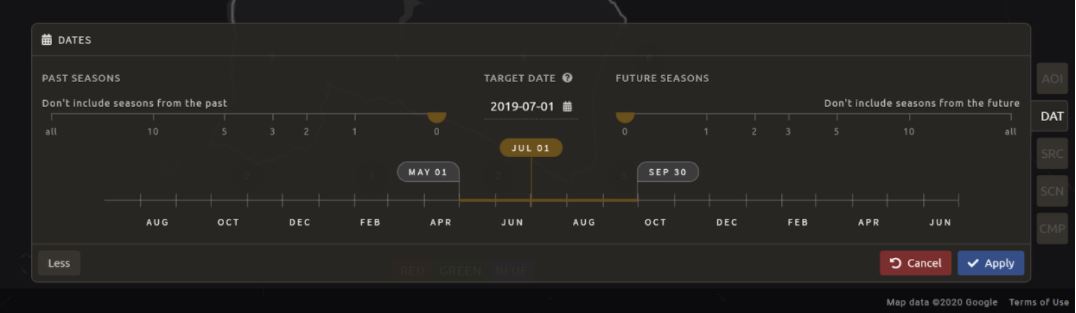 DATES
PAST SEASONS
TARGET DATE ?
FUTURE SEASONS
Don't include seasons from the past
2019-07-01
Don't include seasons from the future
all 10 5 3 2 1 0
0 1 2 3 5 10 all
JUL 01
MAY 01
SEP 30
AUG OCT DEC FEB APR JUN AUG OCT DEC FEB APR JUN
Less
Cancel
Apply
AOI
DAT
SRC
SCN
CMP
RED GREEN BLUE
Map data ©2020 Google Terms of Use